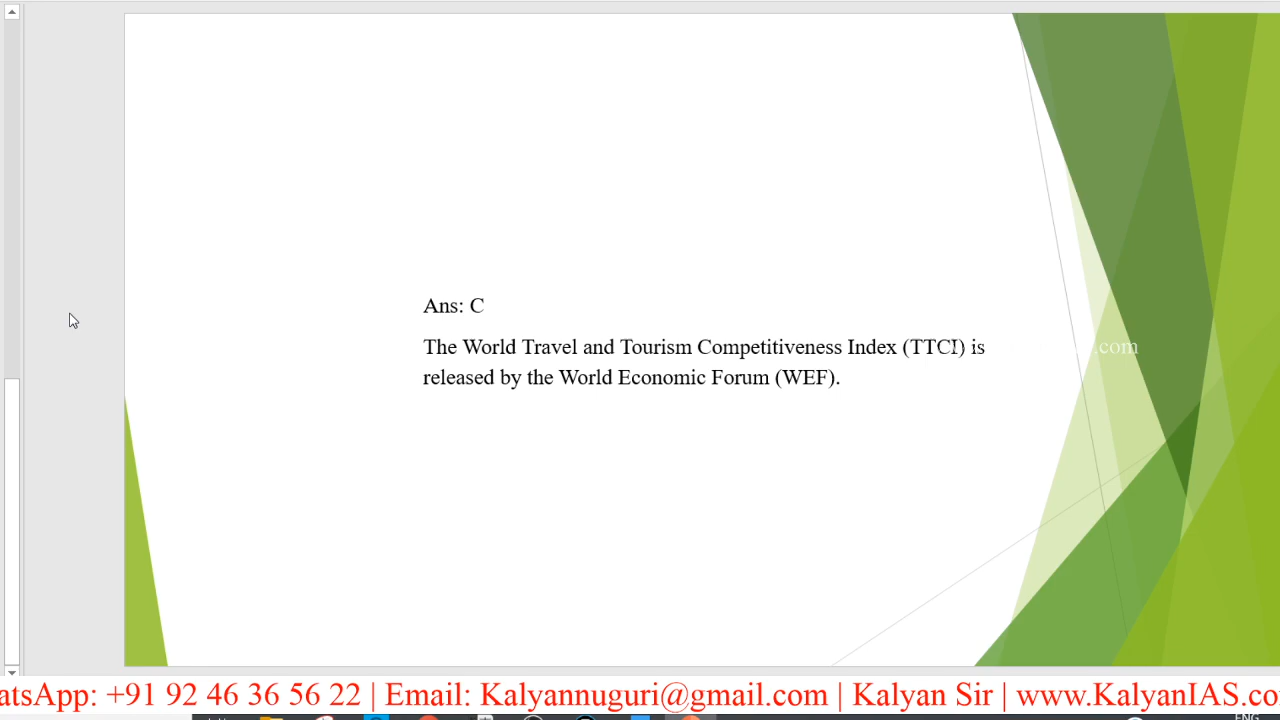 Ans: C
The World Travel and Tourism Competitiveness Index (TTCI) is
released by the World Economic Forum (WEF).
.com
atsApp: +91 92 46 36 56 22 | Email: Kalyannuguri@gmail.com | Kalyan Sir | www.KalyanIAS.co
ENG